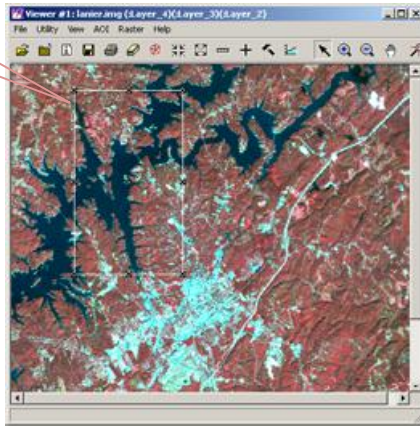 Viewer #1: lanier.img (:Layer_4)(:Layer_3)(:Layer_2)
File Utility View AOI Raster Help